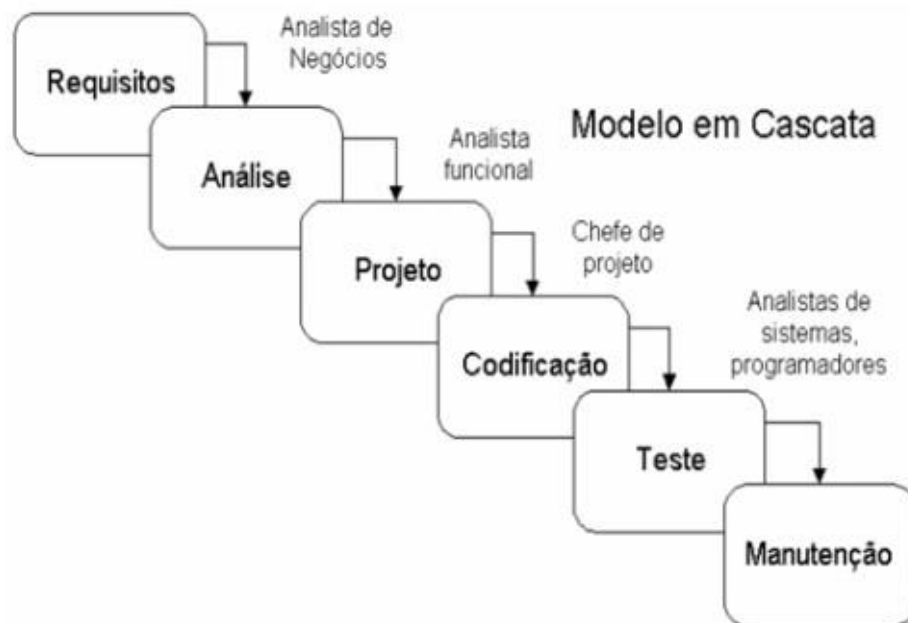 Requisitos
Analista de
Negócios
Análise
Analista
funcional
Modelo em Cascata
Projeto
Chefe de
projeto
Codificação
Analistas de
sistemas,
programadores
Teste
Manutenção